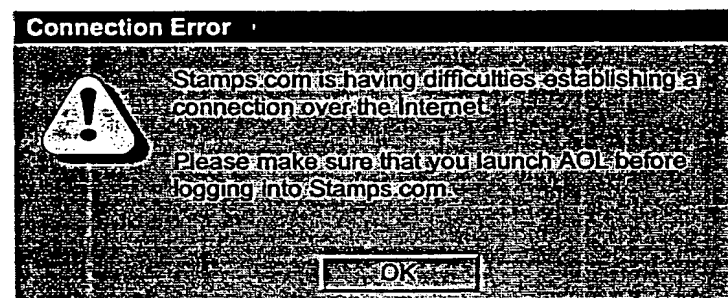 Connection Error
Stamps.com is having difficulties establishing a
connection over the Internet.
Please make sure that you launch AOL before
logging into Stamps.com.
OK